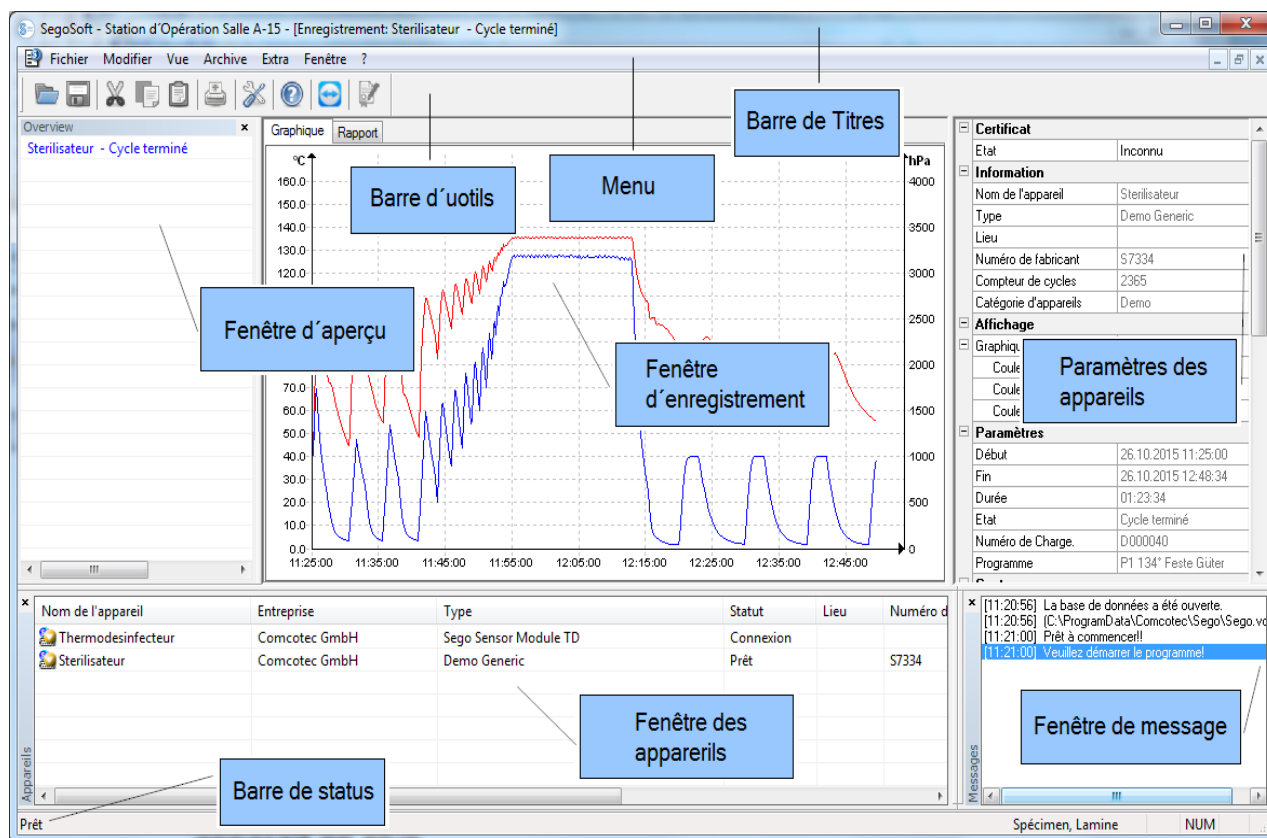 SegoSoft - Station d´Opération Salle A-15 - [Enregistrement: Sterilisateur - Cycle terminé]
Fichier Modifier Vue Archive Extra Fenêtre ?
Barre de Titres
Menu
Barre d´uotils
Overview
Sterilisateur - Cycle terminé
Fenêtre d´aperçu
Graphique Rapport
°C
160.0
150.0
140.0
130.0
120.0
70.0
60.0
50.0
40.0
30.0
20.0
10.0
0.0
hPa
4000
3500
3000
2500
2000
1500
1000
500
0
11:25:00 11:35:00 11:45:00 11:55:00 12:05:00 12:15:00 12:25:00 12:35:00 12:45:00
Fenêtre
d´enregistrement
Certificat
Etat Inconnu
Information
Nom de l'appareil Sterilisateur
Type Demo Generic
Lieu
Numéro de fabricant S7334
Compteur de cycles 2365
Catégorie d'appareils Demo
Affichage
Graphiq
Coule
Coule
Coule
Paramètres des
appareils
Paramètres
Début 26.10.2015 11:25:00
Fin 26.10.2015 12:48:34
Durée 01:23:34
Etat Cycle terminé
Numéro de Charge. D000040
Programme P1 134° Feste Güter
Appareils
Nom de l'appareil Entreprise Type Statut Lieu Numéro d
Thermodesinfecteur Comcotec GmbH Sego Sensor Module TD Connexion
Sterilisateur Comcotec GmbH Demo Generic Prêt S7334
Fenêtre des
apparerils
Messages
[11:20:56] La base de données a été ouverte.
[11:20:56] (C:\ProgramData\Comcotec\Sego\Sego.vd
[11:21:00] Prêt à commencer!!
[11:21:00] Veuillez démarrer le programme!
Fenêtre de message
Barre de status
Prêt
Spécimen, Lamine NUM